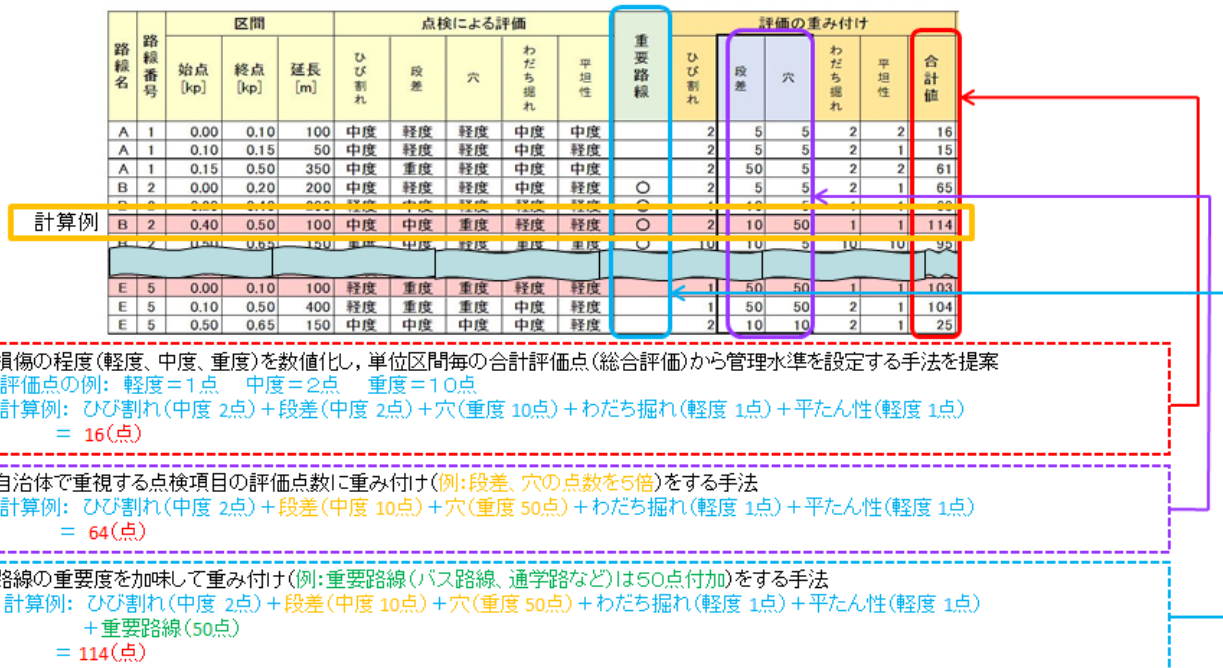 区間 点検による評価 評価の重み付け
路線名 路線番号 始点[kp] 終点[kp] 延長[m] ひび割れ 段差 穴 わだち掘れ 平坦性 重要路線 ひび割れ 段差 穴 わだち掘れ 平坦性 合計値
A 1 0.00 0.10 100 中度 軽度 軽度 中度 中度 2 5 5 2 2 16
A 1 0.10 0.15 50 中度 軽度 軽度 中度 軽度 2 5 5 2 1 15
A 1 0.15 0.50 350 中度 重度 軽度 中度 中度 2 50 5 2 2 61
B 2 0.00 0.20 200 中度 軽度 軽度 中度 軽度 ○ 2 5 5 2 1 65
計算例 B 2 0.40 0.50 100 中度 中度 重度 軽度 軽度 ○ 2 10 50 1 1 114
B 2 0.50 0.65 150 重度 中度 軽度 重度 重度 ○ 10 10 5 10 10 95
E 5 0.00 0.10 100 軽度 重度 重度 軽度 軽度 1 50 50 1 1 103
E 5 0.10 0.50 400 軽度 重度 重度 中度 軽度 1 50 50 2 1 104
E 5 0.50 0.65 150 中度 中度 中度 中度 軽度 2 10 10 2 1 25
損傷の程度(軽度、中度、重度)を数値化し，単位区間毎の合計評価点(総合評価)から管理水準を設定する手法を提案
評価点の例： 軽度＝1点 中度＝2点 重度＝10点
計算例： ひび割れ(中度 2点)＋段差(中度 2点)＋穴(重度 10点)＋わだち掘れ(軽度 1点)＋平たん性(軽度 1点)
＝ 16(点)
自治体で重視する点検項目の評価点数に重み付け(例:段差、穴の点数を5倍)をする手法
計算例： ひび割れ(中度 2点)＋段差(中度 10点)＋穴(重度 50点)＋わだち掘れ(軽度 1点)＋平たん性(軽度 1点)
＝ 64(点)
路線の重要度を加味して重み付け(例:重要路線(バス路線、通学路など)は50点付加)をする手法
計算例： ひび割れ(中度 2点)＋段差(中度 10点)＋穴(重度 50点)＋わだち掘れ(軽度 1点)＋平たん性(軽度 1点)
＋重要路線(50点)
＝ 114(点)